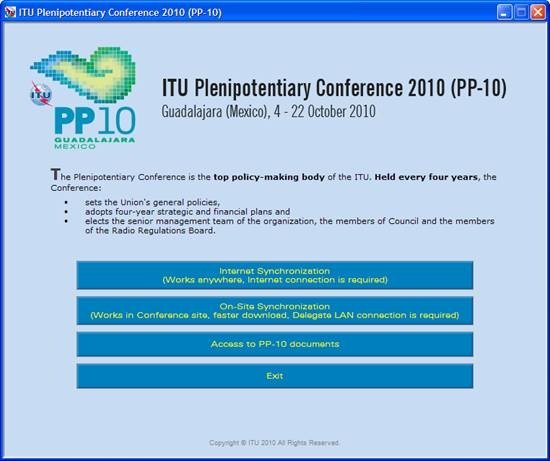 ITU Plenipotentiary Conference 2010 (PP-10)
ITU
PP10
GUADALAJARA
MEXICO
ITU Plenipotentiary Conference 2010 (PP-10)
Guadalajara (Mexico), 4 - 22 October 2010
The Plenipotentiary Conference is the top policy-making body of the ITU. Held every four years, the
Conference:
• sets the Union's general policies,
• adopts four-year strategic and financial plans and
• elects the senior management team of the organization, the members of Council and the members
of the Radio Regulations Board.
Internet Synchronization
(Works anywhere, Internet connection is required)
On-Site Synchronization
(Works in Conference site, faster download, Delegate LAN connection is required)
Access to PP-10 documents
Exit
Copyright © ITU 2010 All Rights Reserved.